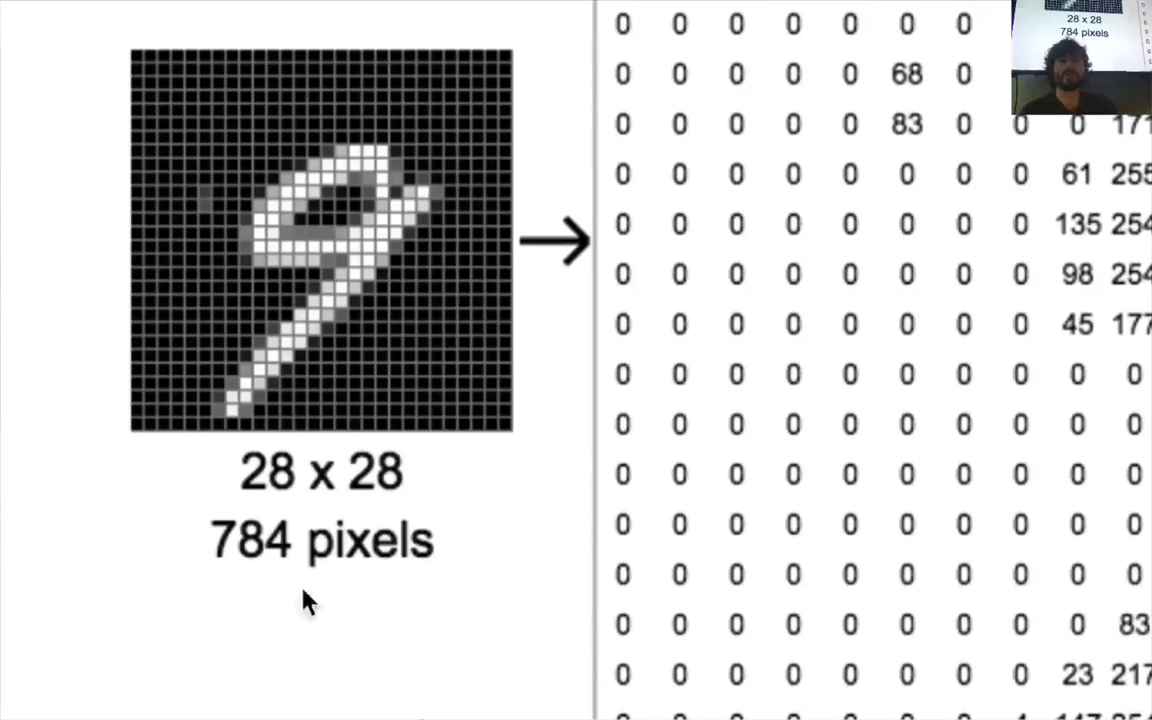 28 x 28
784 pixels
0 0 0 0 0 0 0
0 0 0 0 0 68 0
0 0 0 0 0 83 0 0 0 171
0 0 0 0 0 0 0 0 61 255
0 0 0 0 0 0 0 0 135 254
0 0 0 0 0 0 0 0 98 254
0 0 0 0 0 0 0 0 45 177
0 0 0 0 0 0 0 0 0 0
0 0 0 0 0 0 0 0 0 0
0 0 0 0 0 0 0 0 0 0
0 0 0 0 0 0 0 0 0 0
0 0 0 0 0 0 0 0 0 0
0 0 0 0 0 0 0 0 0 83
0 0 0 0 0 0 0 0 23 217
28 x 28
784 pixels